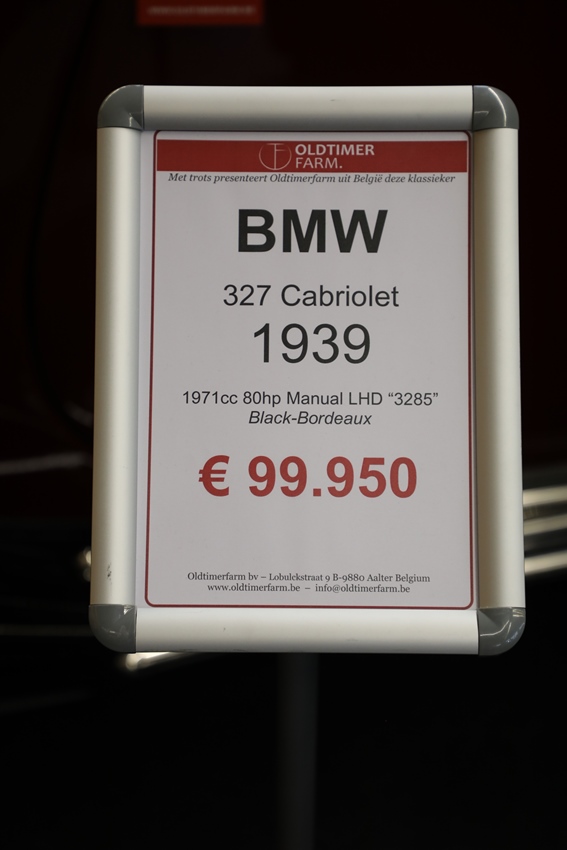 OLDTIMER
FARM.
Met trots presenteert Oldtimerfarm uit België deze klassieker
BMW
327 Cabriolet
1939
1971cc 80hp Manual LHD “3285”
Black-Bordeaux
€ 99.950
Oldtimerfarm bv – Lobulckstraat 9 B-9880 Aalter Belgium
www.oldtimerfarm.be – info@oldtimerfarm.be